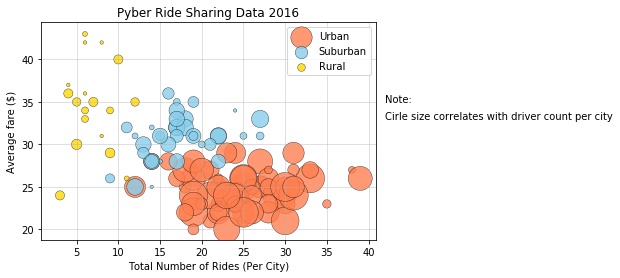 Pyber Ride Sharing Data 2016
Urban
Suburban
Rural
40
35
30
25
20
Average fare ($)
5
10
15
20
25
30
35
40
Total Number of Rides (Per City)
Note:
Cirle size correlates with driver count per city